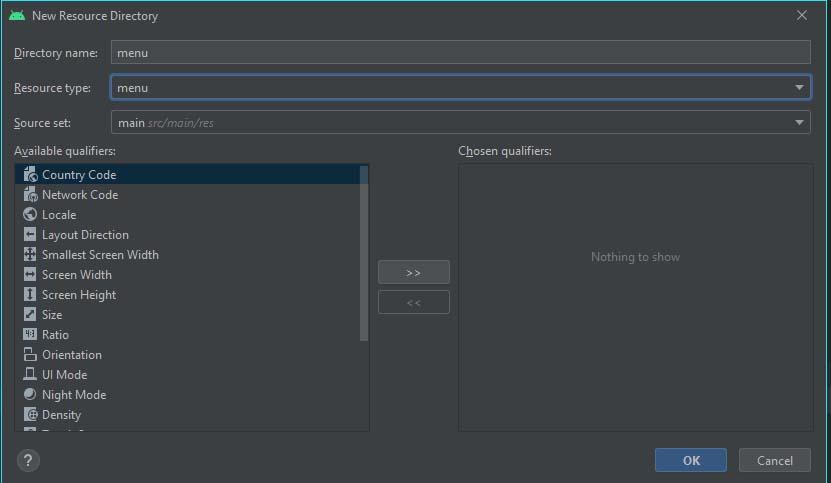 New Resource Directory
Directory name: menu
Resource type: menu
Source set: main src/main/res
Available qualifiers:
Chosen qualifiers:
Country Code
Network Code
Locale
Layout Direction
Smallest Screen Width
Screen Width
Screen Height
Size
Ratio
Orientation
UI Mode
Night Mode
Density
>>
<<
Nothing to show
?
OK
Cancel